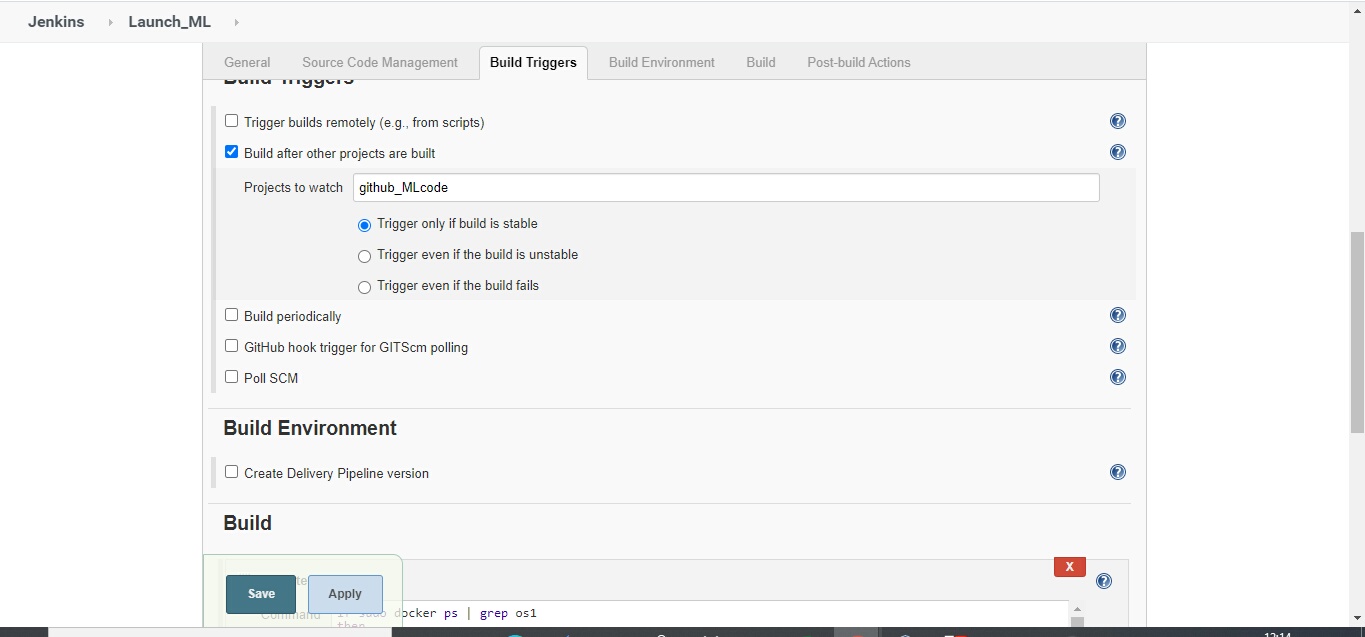 Jenkins Launch_ML
General Source Code Management Build Triggers Build Environment Build Post-build Actions
Build Triggers
Trigger builds remotely (e.g., from scripts)
Build after other projects are built
Projects to watch github_MLcode
Trigger only if build is stable
Trigger even if the build is unstable
Trigger even if the build fails
Build periodically
GitHub hook trigger for GITScm polling
Poll SCM
Build Environment
Create Delivery Pipeline version
Build
X
Save Apply
Command if sudo docker ps | grep os1
then
12:14